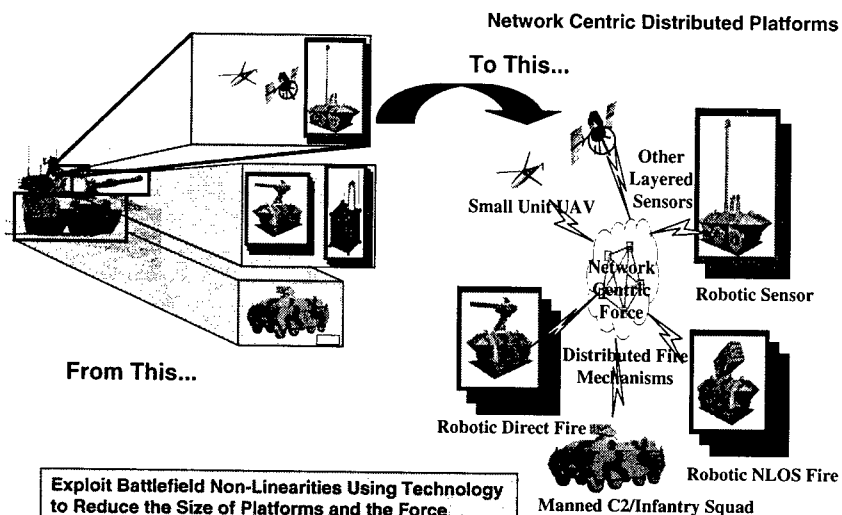 Network Centric Distributed Platforms
To This...
Other
Layered
Sensors
Small Unit UAV
Network
Centric
Force
Robotic Sensor
From This...
Distributed Fire
Mechanisms
Robotic Direct Fire
Robotic NLOS Fire
Manned C2/Infantry Squad
Exploit Battlefield Non-Linearities Using Technology
to Reduce the Size of Platforms and the Force